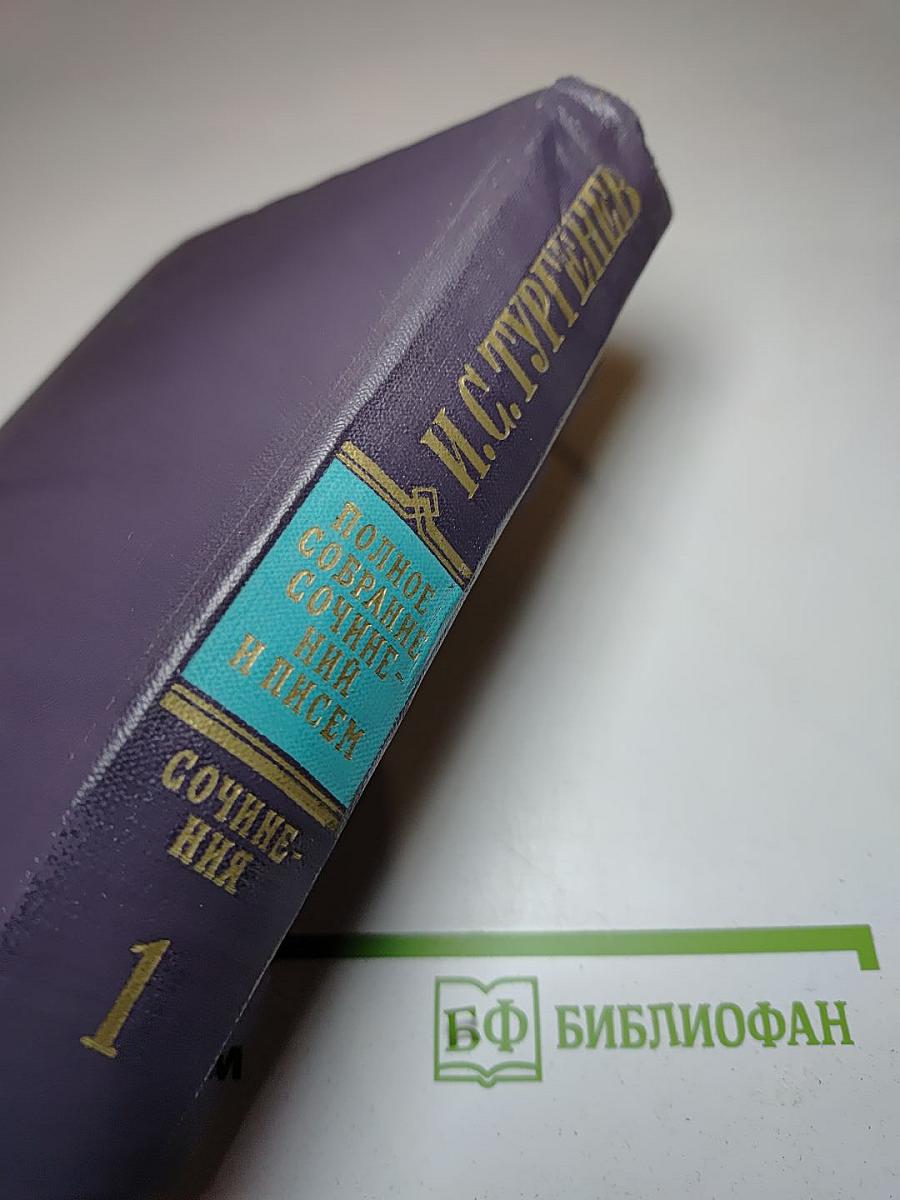 И.С.ТУРГЕНЕВ
ПОЛНОЕ
СОБРАНИЕ
СОЧИНЕ-
НИЙ
И ПИСЕМ
СОЧИНЕ-
НИЯ
1
БФ БИБЛИОФАН